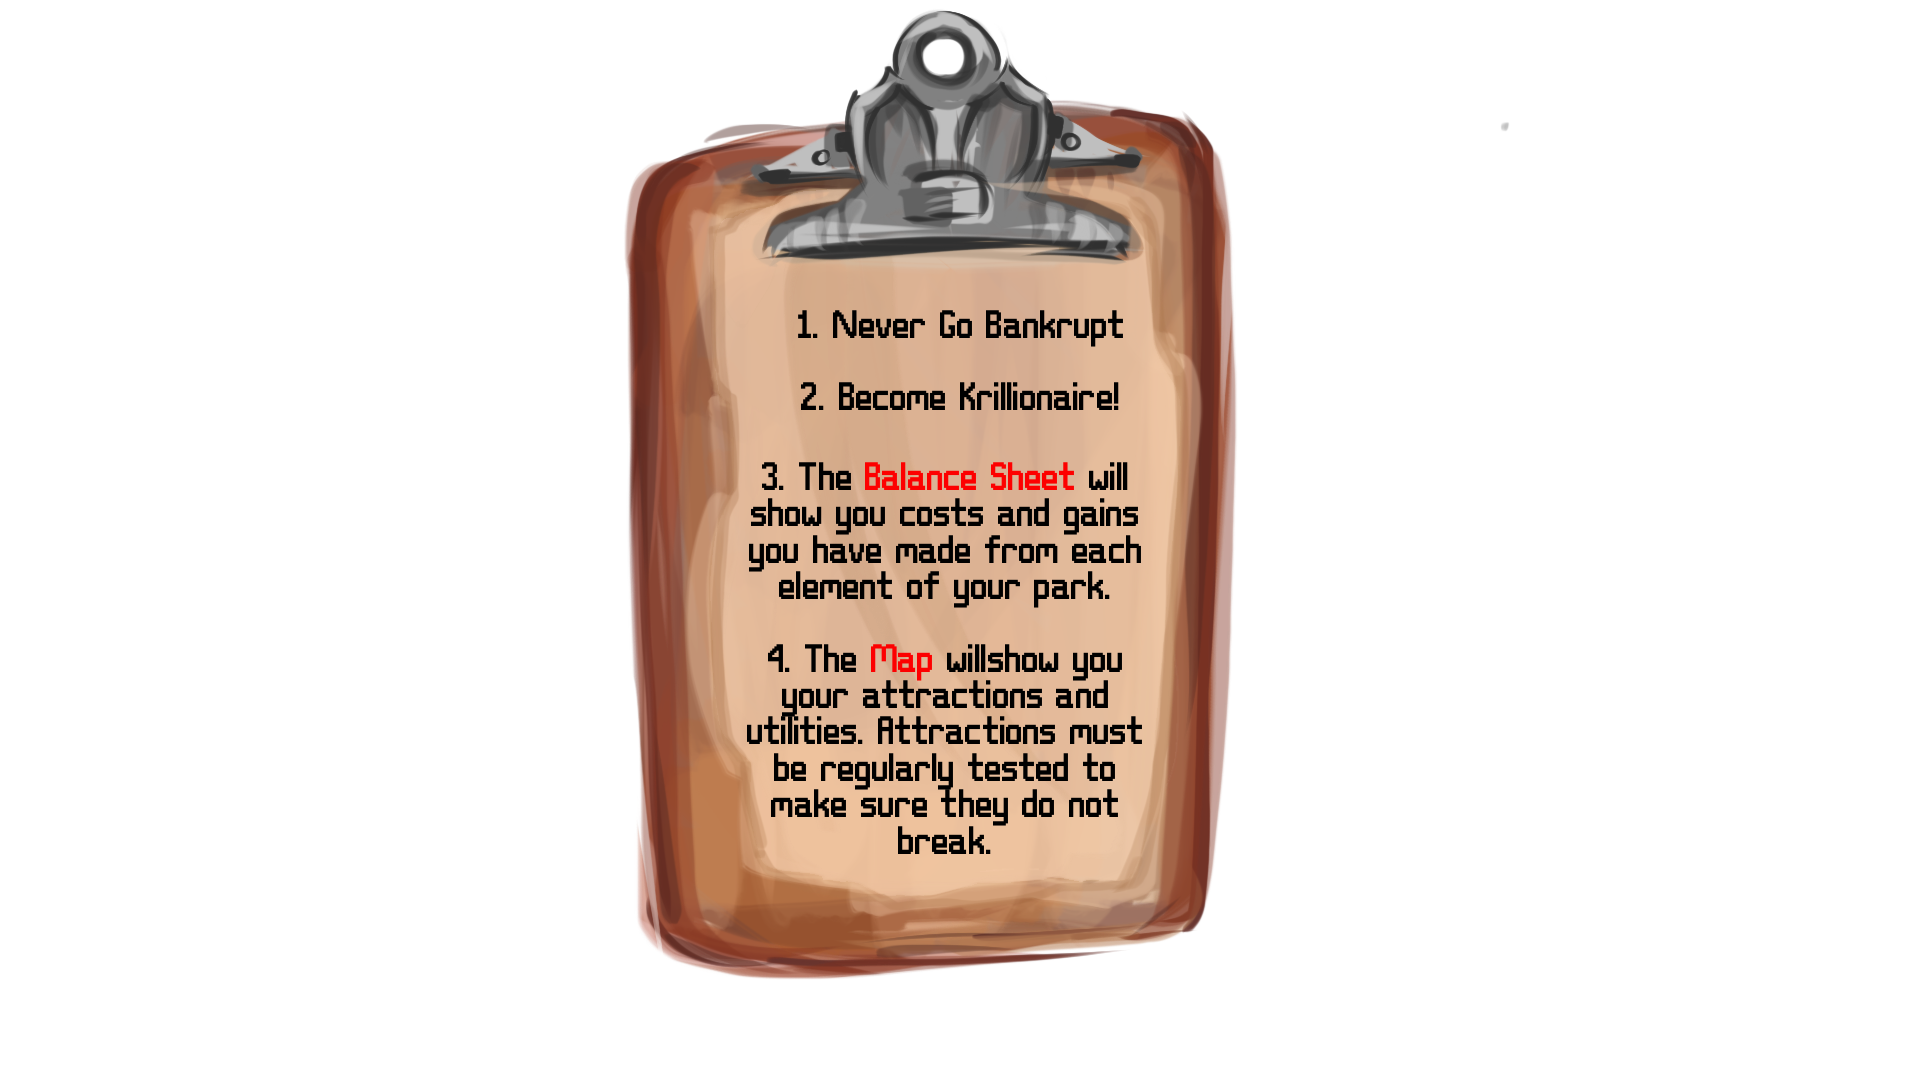 1. Never Go Bankrupt
2. Become Krillionaire!
3. The Balance Sheet will
show you costs and gains
you have made from each
element of your park.
4. The Map willshow you
your attractions and
utilities. Attractions must
be regularly tested to
make sure they do not
break.